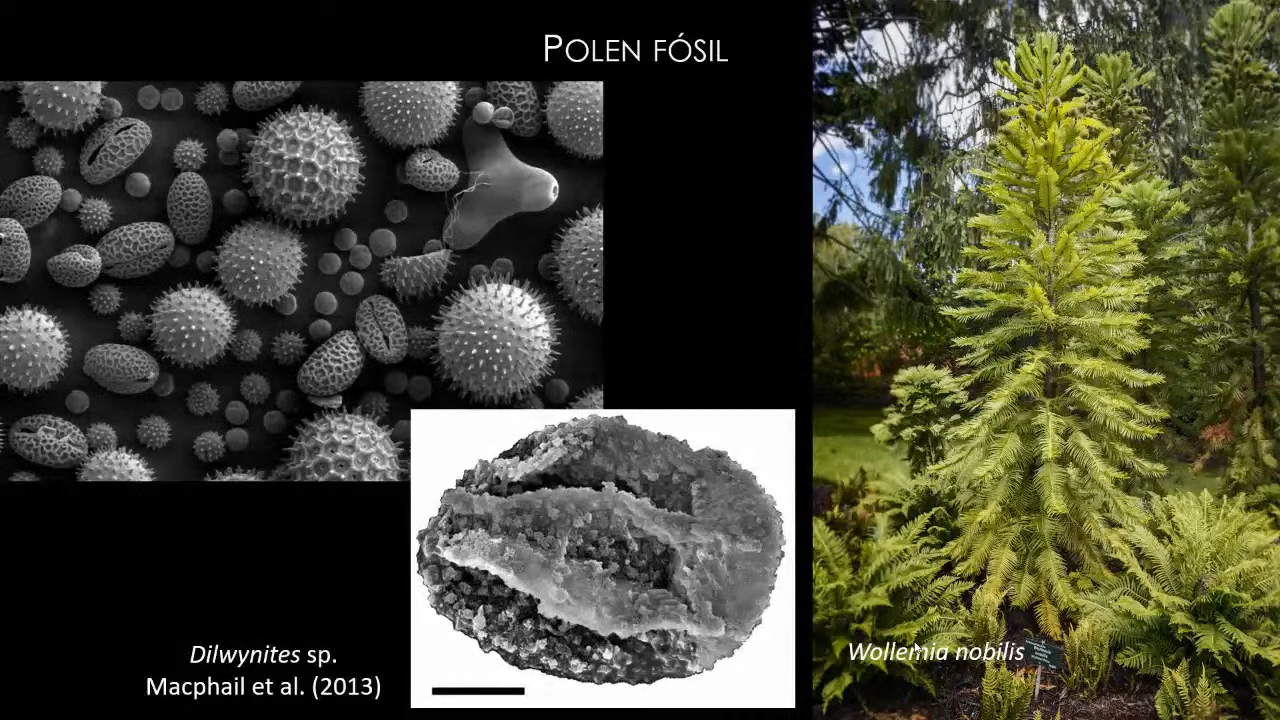 POLEN FÓSIL
Dilwynites sp.
Macphail et al. (2013)
Wollemia nobilis